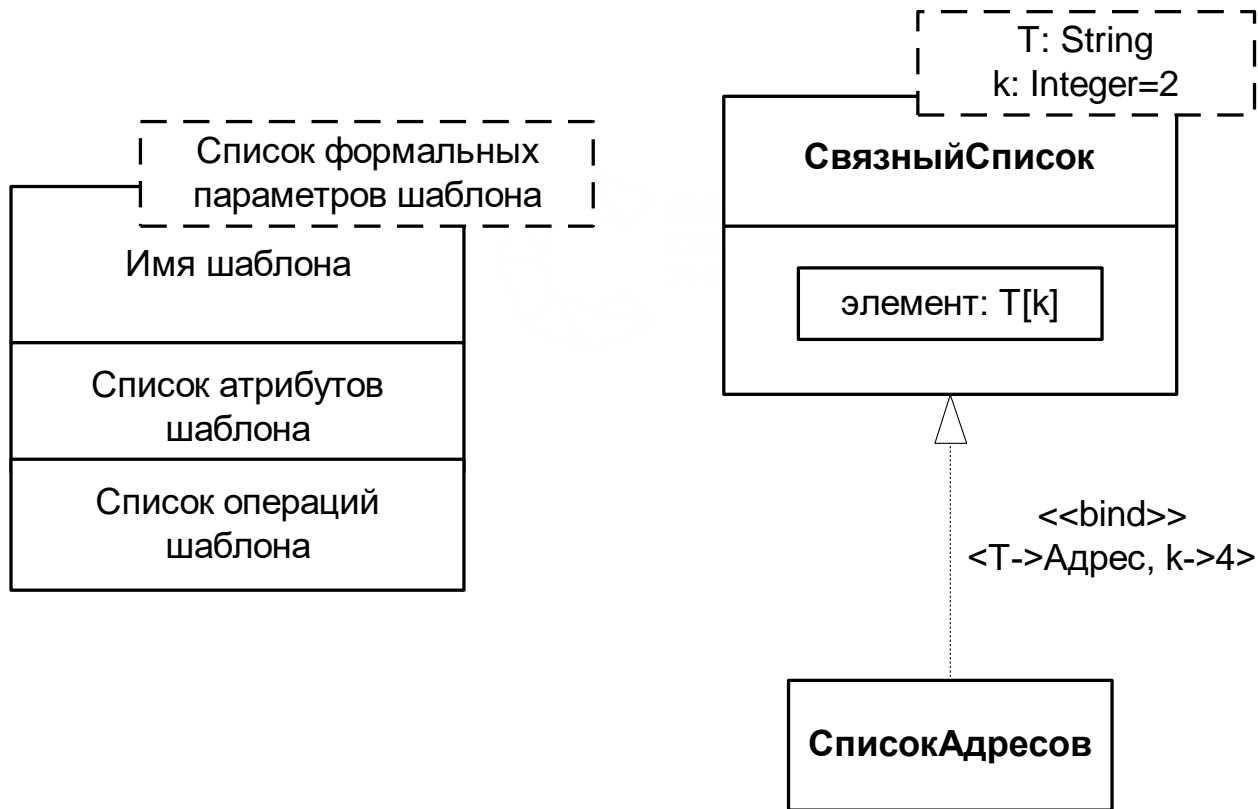 Список формальных
параметров шаблона
Имя шаблона
Список атрибутов
шаблона
Список операций
шаблона
T: String
k: Integer=2
СвязныйСписок
элемент: T[k]
<<bind>>
<T->Адрес, k->4>
СписокАдресов